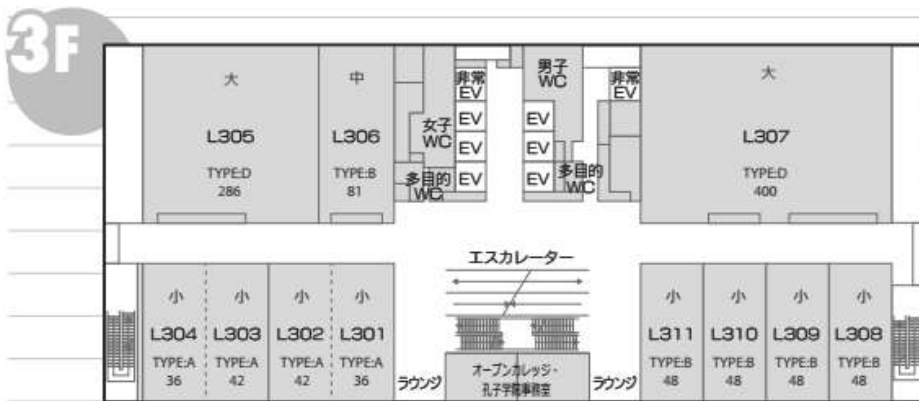 3F
大
L305
TYPE:D
286
中
L306
TYPE:B
81
女子
WC
多目的
WC
非常
EV
EV
EV
EV
男子
WC
EV
EV
EV
多目的
WC
非常
EV
大
L307
TYPE:D
400
エスカレーター
小
L304
TYPE:A
36
小
L303
TYPE:A
42
小
L302
TYPE:A
42
小
L301
TYPE:A
36
ラウンジ
オープンカレッジ・
孔子学院事務室
ラウンジ
小
L311
TYPE:B
48
小
L310
TYPE:B
48
小
L309
TYPE:B
48
小
L308
TYPE:B
48